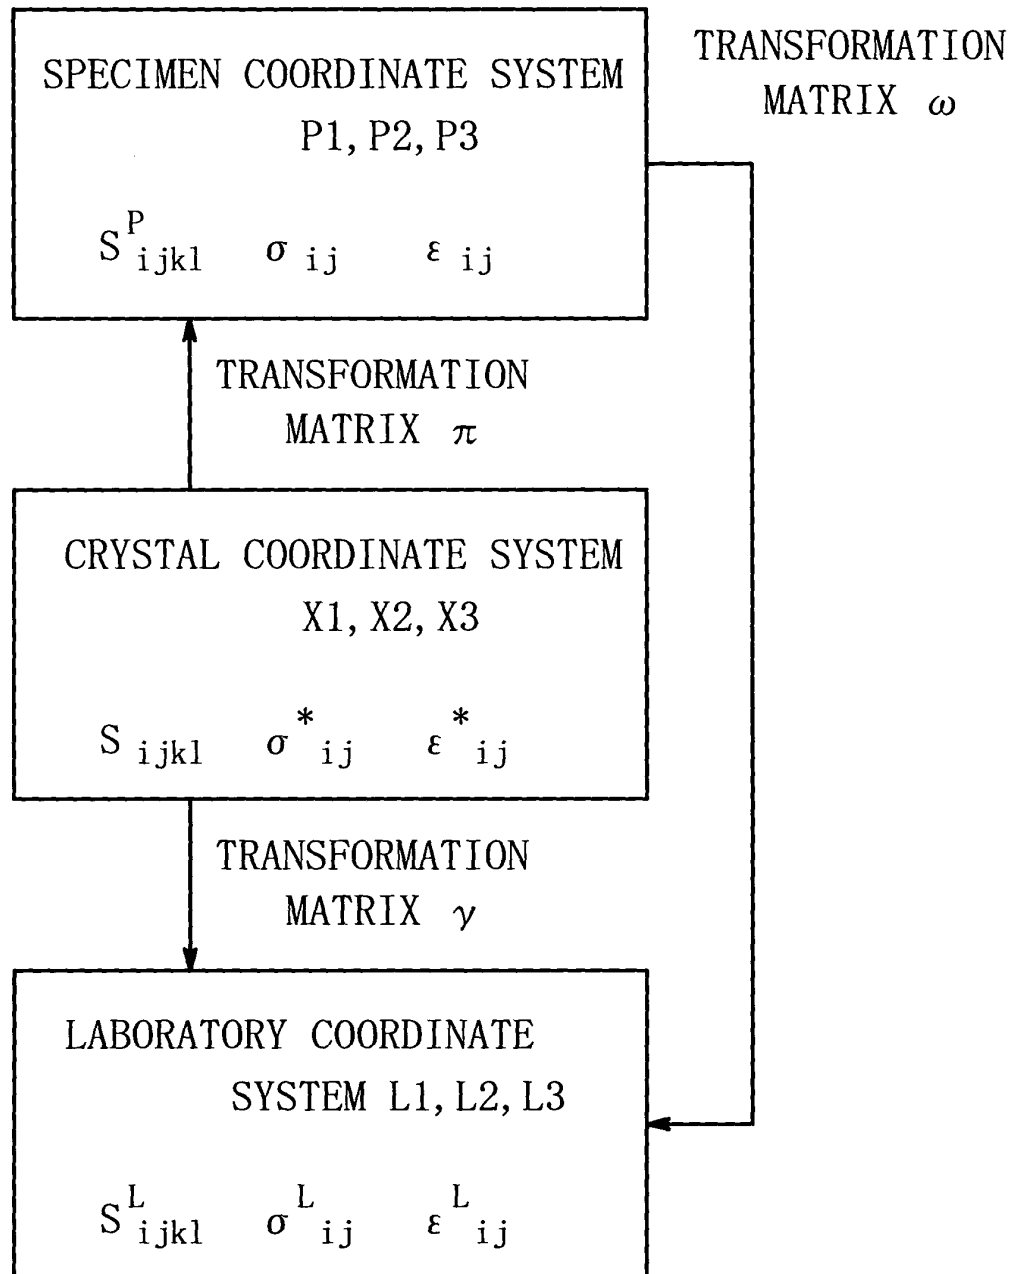 SPECIMEN COORDINATE SYSTEM
P1, P2, P3
S^P_ijkl σ_ij ε_ij
TRANSFORMATION
MATRIX ω
TRANSFORMATION
MATRIX π
CRYSTAL COORDINATE SYSTEM
X1, X2, X3
S_ijkl σ^*_ij ε^*_ij
TRANSFORMATION
MATRIX γ
LABORATORY COORDINATE
SYSTEM L1, L2, L3
S^L_ijkl σ^L_ij ε^L_ij